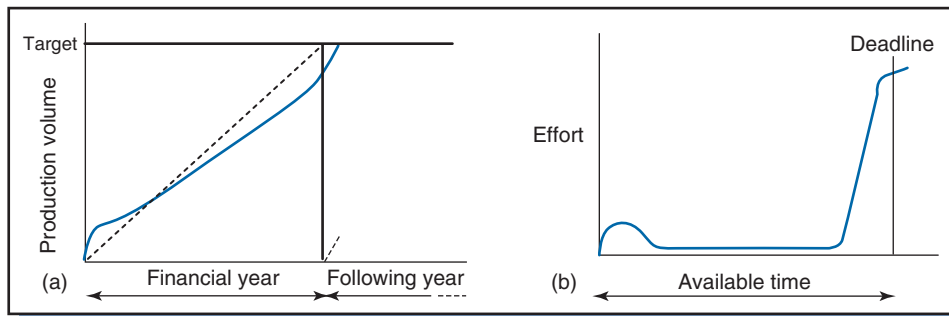 Target
Production volume
(a)
Financial year
Following year
Deadline
Effort
(b)
Available time